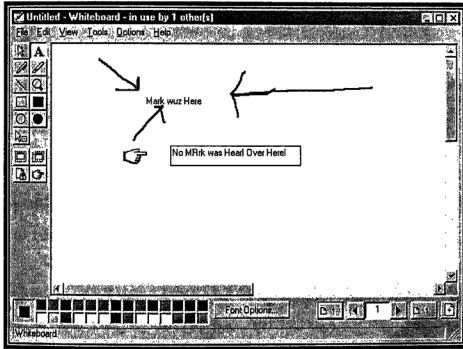 Untitled - Whiteboard - in use by 1 other(s)
File Edit View Tools Options Help
A
Mark wuz Here
No MRrk was Hearl Over Here!
Font Options...
1
Whiteboard